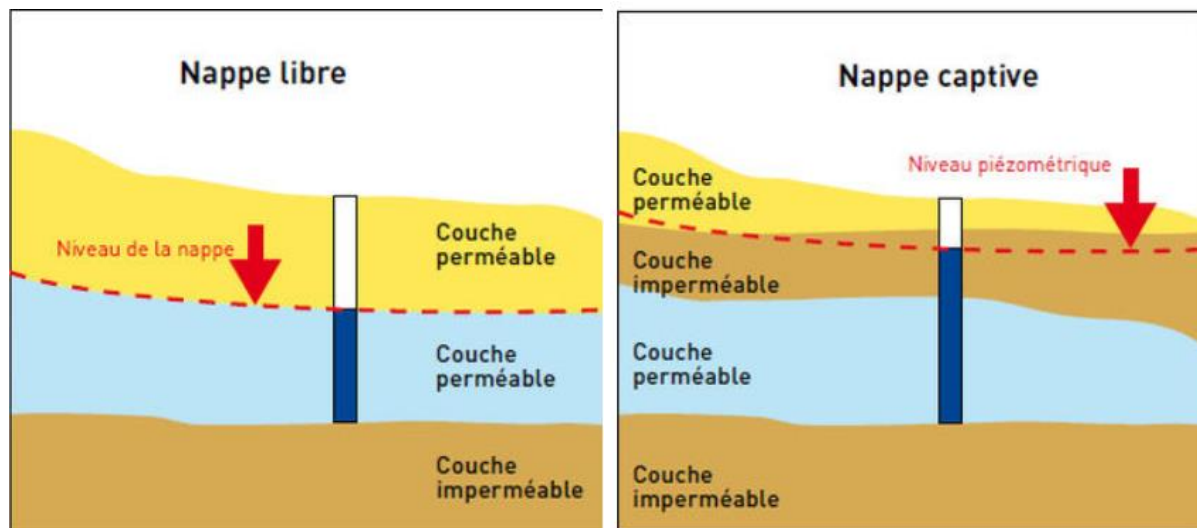 Nappe libre
Niveau de la nappe
Couche
perméable
Couche
perméable
Couche
imperméable
Nappe captive
Niveau piézométrique
Couche
perméable
Couche
imperméable
Couche
perméable
Couche
imperméable